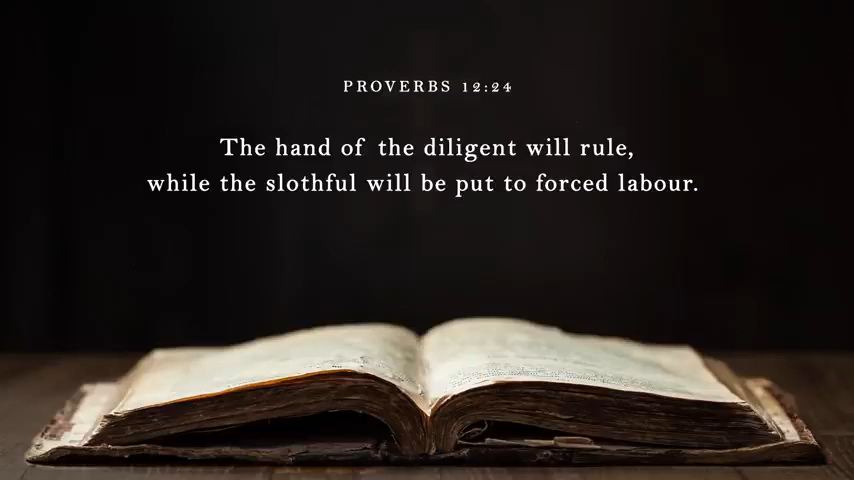 PROVERBS 12:24
The hand of the diligent will rule,
while the slothful will be put to forced labour.